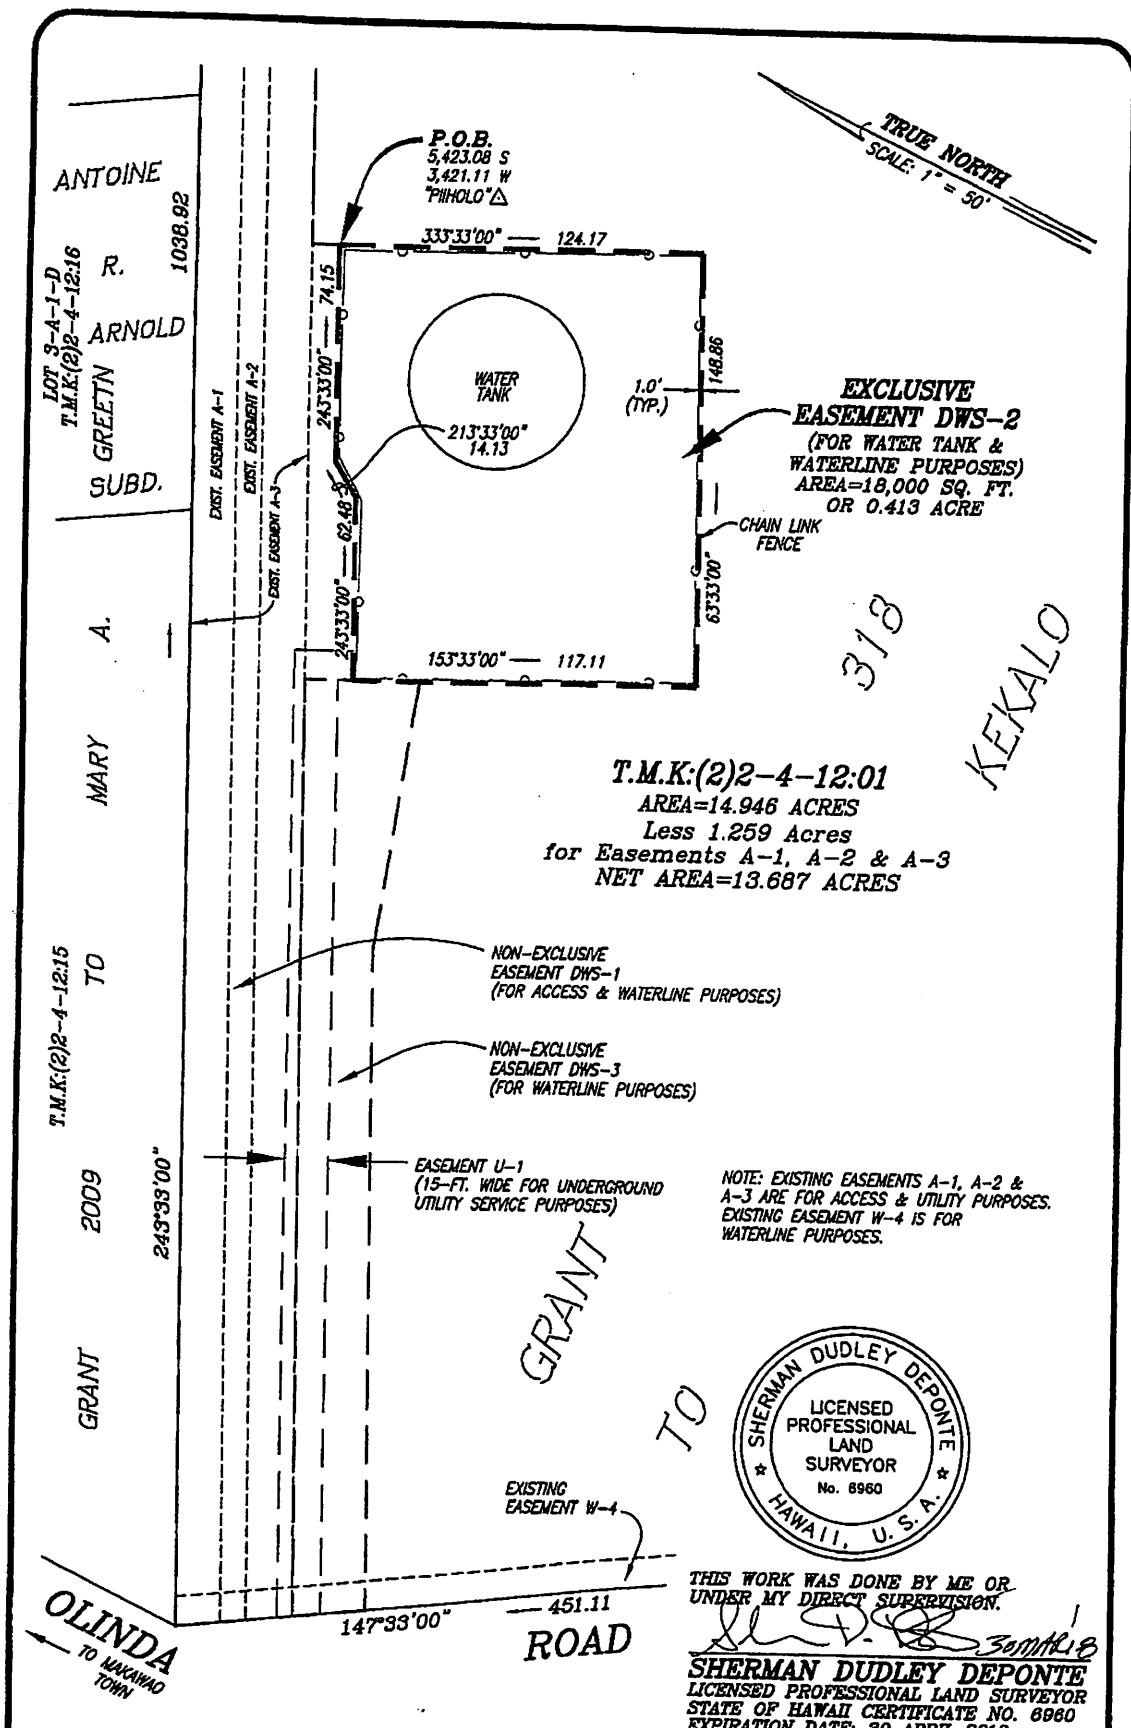 TRUE NORTH
SCALE: 1" = 50'
P.O.B.
5,423.08 S
3,421.11 W
"PIIHOLO"
333°33'00" 124.17
74.15
243°33'00"
WATER
TANK
213°33'00"
14.13
62.48
243°33'00"
153°33'00" 117.11
148.86
63°33'00"
1.0'
(TYP.)
EXCLUSIVE
EASEMENT DWS-2
(FOR WATER TANK &
WATERLINE PURPOSES)
AREA=18,000 SQ. FT.
OR 0.413 ACRE
CHAIN LINK
FENCE
ANTOINE
R.
ARNOLD
GREETN
SUBD.
LOT 3-A-1-D
T.M.K:(2)2-4-12:16
1038.92
EXIST. EASEMENT A-1
EXIST. EASEMENT A-2
EXIST. EASEMENT A-3
GRANT 2009 TO MARY A.
T.M.K:(2)2-4-12:15
243°33'00"
318
KEKALO
T.M.K:(2)2-4-12:01
AREA=14.946 ACRES
Less 1.259 Acres
for Easements A-1, A-2 & A-3
NET AREA=13.687 ACRES
NON-EXCLUSIVE
EASEMENT DWS-1
(FOR ACCESS & WATERLINE PURPOSES)
NON-EXCLUSIVE
EASEMENT DWS-3
(FOR WATERLINE PURPOSES)
EASEMENT U-1
(15-FT. WIDE FOR UNDERGROUND
UTILITY SERVICE PURPOSES)
NOTE: EXISTING EASEMENTS A-1, A-2 &
A-3 ARE FOR ACCESS & UTILITY PURPOSES.
EXISTING EASEMENT W-4 IS FOR
WATERLINE PURPOSES.
GRANT
TO
EXISTING
EASEMENT W-4
147°33'00" 451.11
OLINDA
ROAD
TO MAKAWAO
TOWN
SHERMAN DUDLEY DEPONTE
LICENSED
PROFESSIONAL
LAND
SURVEYOR
No. 6960
HAWAII, U.S.A.
THIS WORK WAS DONE BY ME OR
UNDER MY DIRECT SUPERVISION.
SHERMAN DUDLEY DEPONTE
LICENSED PROFESSIONAL LAND SURVEYOR
STATE OF HAWAII CERTIFICATE NO. 6960
EXPIRATION DATE: 30 APRIL